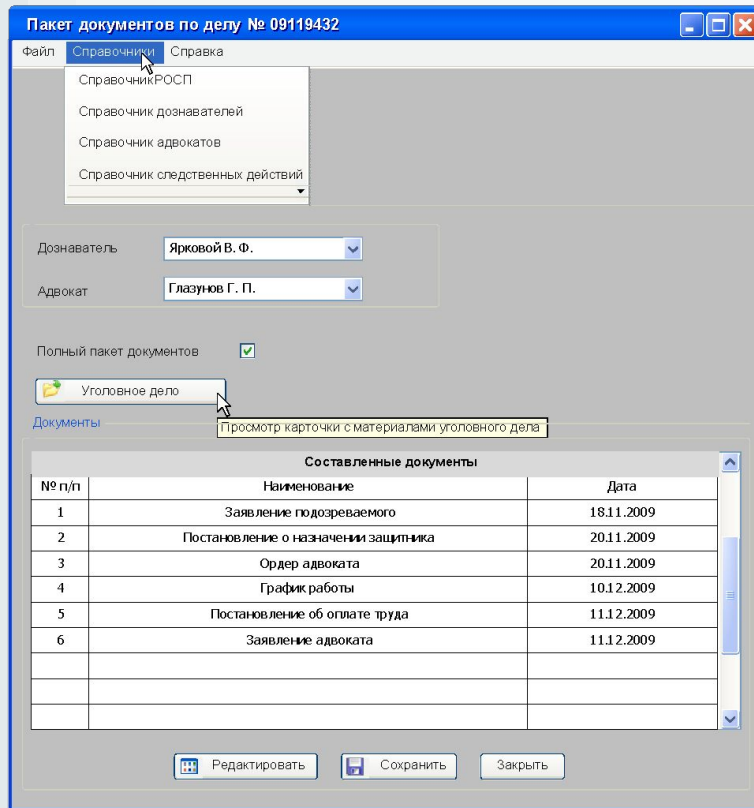 Пакет документов по делу № 09119432
Файл Справочники Справка
СправочникРОСП
Справочник дознавателей
Справочник адвокатов
Справочник следственных действий
Дознаватель Ярковой В. Ф.
Адвокат Глазунов Г. П.
Полный пакет документов
Уголовное дело
Просмотр карточки с материалами уголовного дела
Документы
Составленные документы
№ п/п Наименование Дата
1 Заявление подозреваемого 18.11.2009
2 Постановление о назначении защитника 20.11.2009
3 Ордер адвоката 20.11.2009
4 График работы 10.12.2009
5 Постановление об оплате труда 11.12.2009
6 Заявление адвоката 11.12.2009
Редактировать Сохранить Закрыть